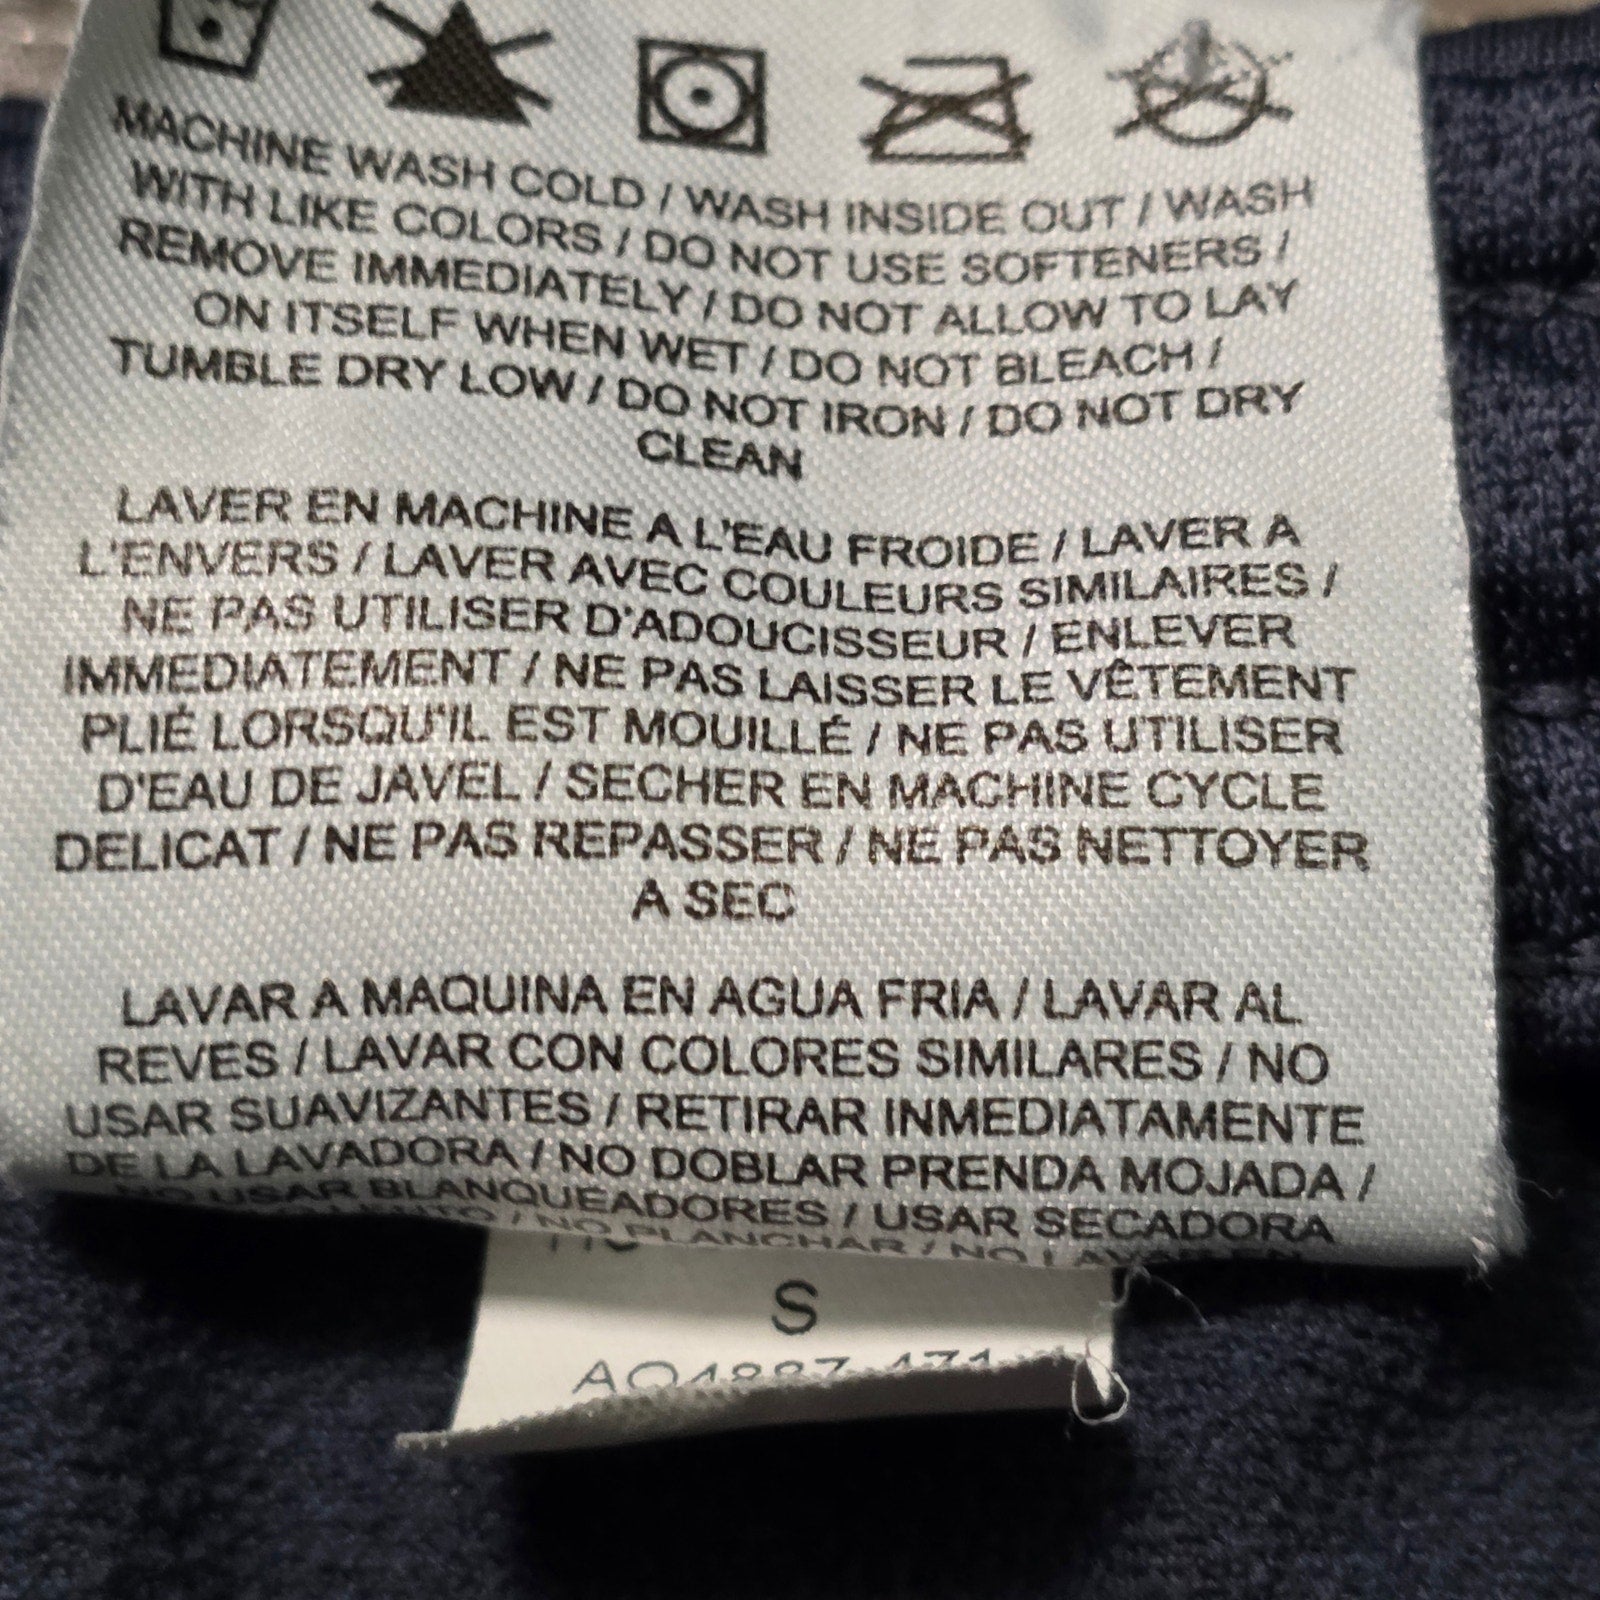 MACHINE WASH COLD / WASH INSIDE OUT / WASH
WITH LIKE COLORS / DO NOT USE SOFTENERS /
REMOVE IMMEDIATELY / DO NOT ALLOW TO LAY
ON ITSELF WHEN WET / DO NOT BLEACH /
TUMBLE DRY LOW / DO NOT IRON / DO NOT DRY
CLEAN
LAVER EN MACHINE A L'EAU FROIDE / LAVER A
L'ENVERS / LAVER AVEC COULEURS SIMILAIRES /
NE PAS UTILISER D'ADOUCISSEUR / ENLEVER
IMMEDIATEMENT / NE PAS LAISSER LE VÊTEMENT
PLIÉ LORSQU'IL EST MOUILLÉ / NE PAS UTILISER
D'EAU DE JAVEL / SECHER EN MACHINE CYCLE
DELICAT / NE PAS REPASSER / NE PAS NETTOYER
A SEC
LAVAR A MAQUINA EN AGUA FRIA / LAVAR AL
REVES / LAVAR CON COLORES SIMILARES / NO
USAR SUAVIZANTES / RETIRAR INMEDIATAMENTE
DE LA LAVADORA / NO DOBLAR PRENDA MOJADA /
NO USAR BLANQUEADORES / USAR SECADORA
/ NO PLANCHAR / NO LAVAR EN
S